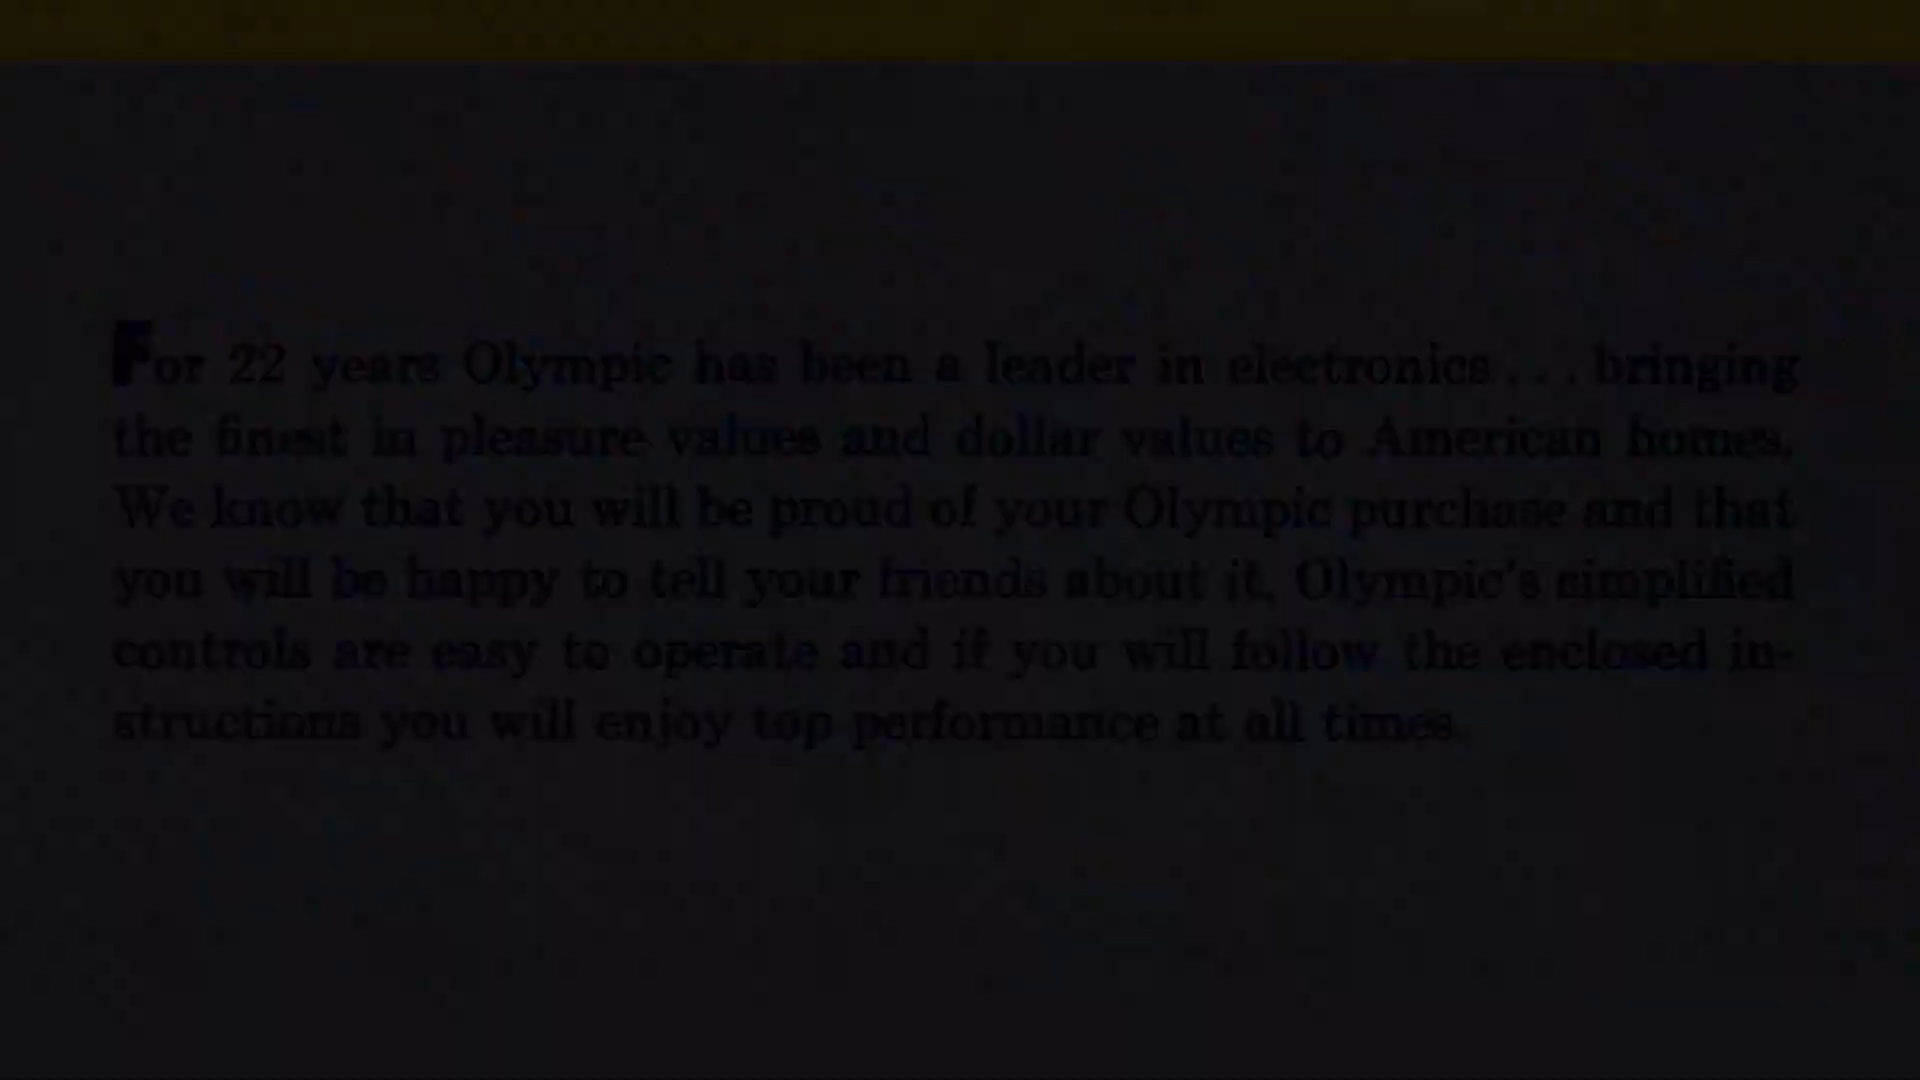 For 22 years Olympic has been a leader in electronics . . . bringing
the finest in pleasure values and dollar values to American homes.
We know that you will be proud of your Olympic purchase and that
you will be happy to tell your friends about it. Olympic's simplified
controls are easy to operate and if you will follow the enclosed in-
structions you will enjoy top performance at all times.